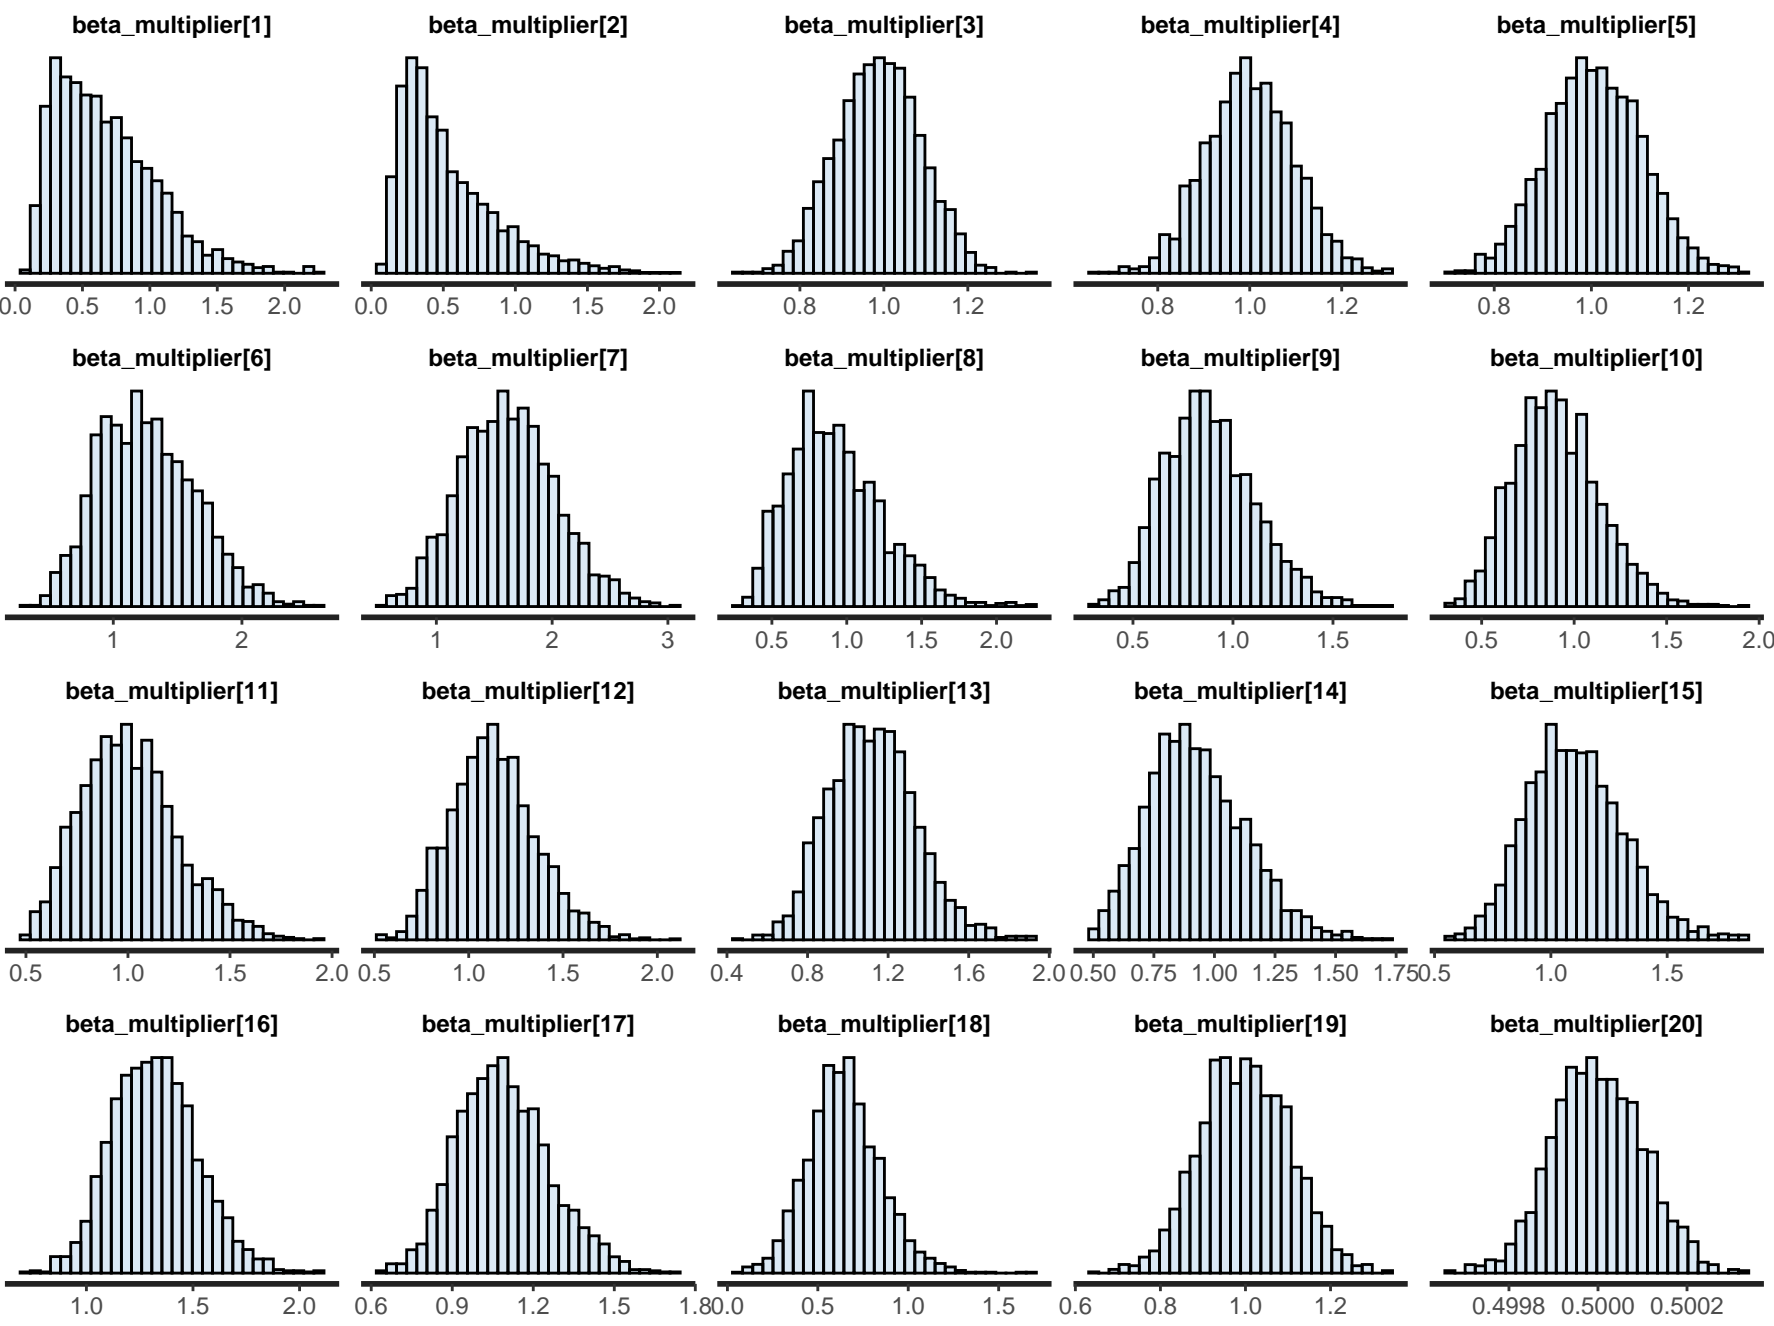 beta_multiplier[1] beta_multiplier[2] beta_multiplier[3] beta_multiplier[4] beta_multiplier[5]
0.0 0.5 1.0 1.5 2.0 0.0 0.5 1.0 1.5 2.0 0.8 1.0 1.2 0.8 1.0 1.2 0.8 1.0 1.2
beta_multiplier[6] beta_multiplier[7] beta_multiplier[8] beta_multiplier[9] beta_multiplier[10]
1 2 1 2 3 0.5 1.0 1.5 2.0 0.5 1.0 1.5 0.5 1.0 1.5 2.0
beta_multiplier[11] beta_multiplier[12] beta_multiplier[13] beta_multiplier[14] beta_multiplier[15]
0.5 1.0 1.5 2.0 0.5 1.0 1.5 2.0 0.4 0.8 1.2 1.6 2.0 0.50 0.75 1.00 1.25 1.50 1.75 0.5 1.0 1.5
beta_multiplier[16] beta_multiplier[17] beta_multiplier[18] beta_multiplier[19] beta_multiplier[20]
1.0 1.5 2.0 0.6 0.9 1.2 1.5 1.8 0.0 0.5 1.0 1.5 0.6 0.8 1.0 1.2 0.4998 0.5000 0.5002